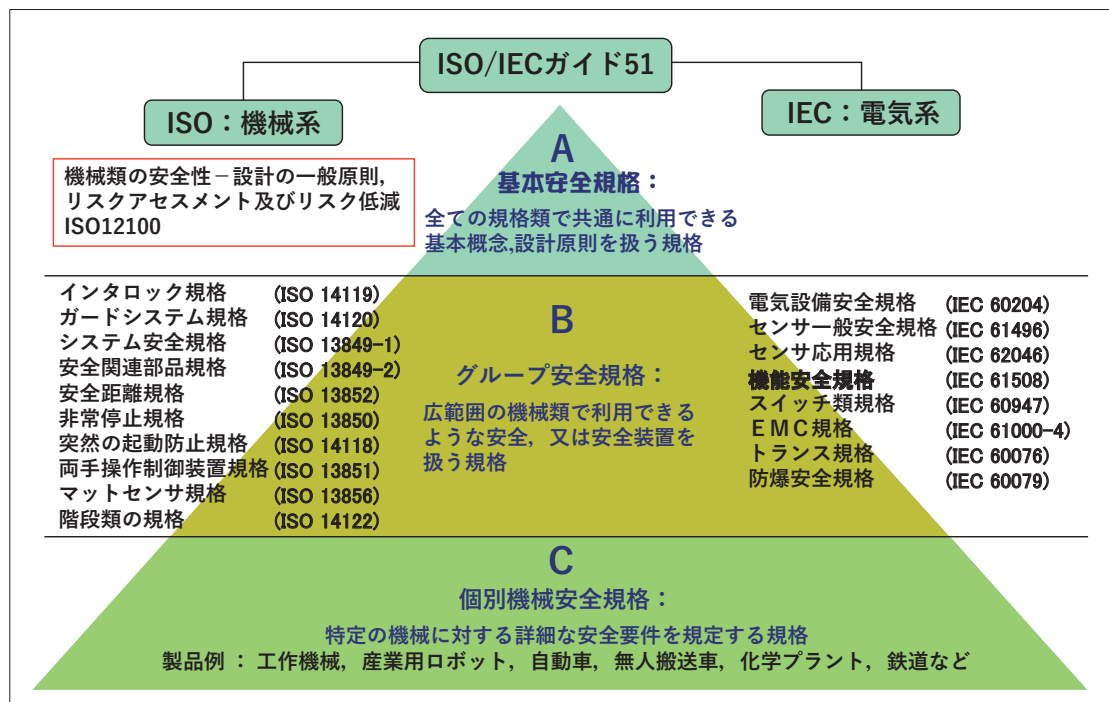 ISO/IECガイド51
ISO：機械系
IEC：電気系
機械類の安全性－設計の一般原則,
リスクアセスメント及びリスク低減
ISO12100
A
基本安全規格：
全ての規格類で共通に利用できる
基本概念,設計原則を扱う規格
インタロック規格 (ISO 14119)
ガードシステム規格 (ISO 14120)
システム安全規格 (ISO 13849-1)
安全関連部品規格 (ISO 13849-2)
安全距離規格 (ISO 13852)
非常停止規格 (ISO 13850)
突然の起動防止規格 (ISO 14118)
両手操作制御装置規格 (ISO 13851)
マットセンサ規格 (ISO 13856)
階段類の規格 (ISO 14122)
B
グループ安全規格：
広範囲の機械類で利用できる
ような安全，又は安全装置を
扱う規格
電気設備安全規格 (IEC 60204)
センサ一般安全規格 (IEC 61496)
センサ応用規格 (IEC 62046)
機能安全規格 (IEC 61508)
スイッチ類規格 (IEC 60947)
ＥＭＣ規格 (IEC 61000-4)
トランス規格 (IEC 60076)
防爆安全規格 (IEC 60079)
C
個別機械安全規格：
特定の機械に対する詳細な安全要件を規定する規格
製品例 ： 工作機械，産業用ロボット，自動車，無人搬送車，化学プラント，鉄道など